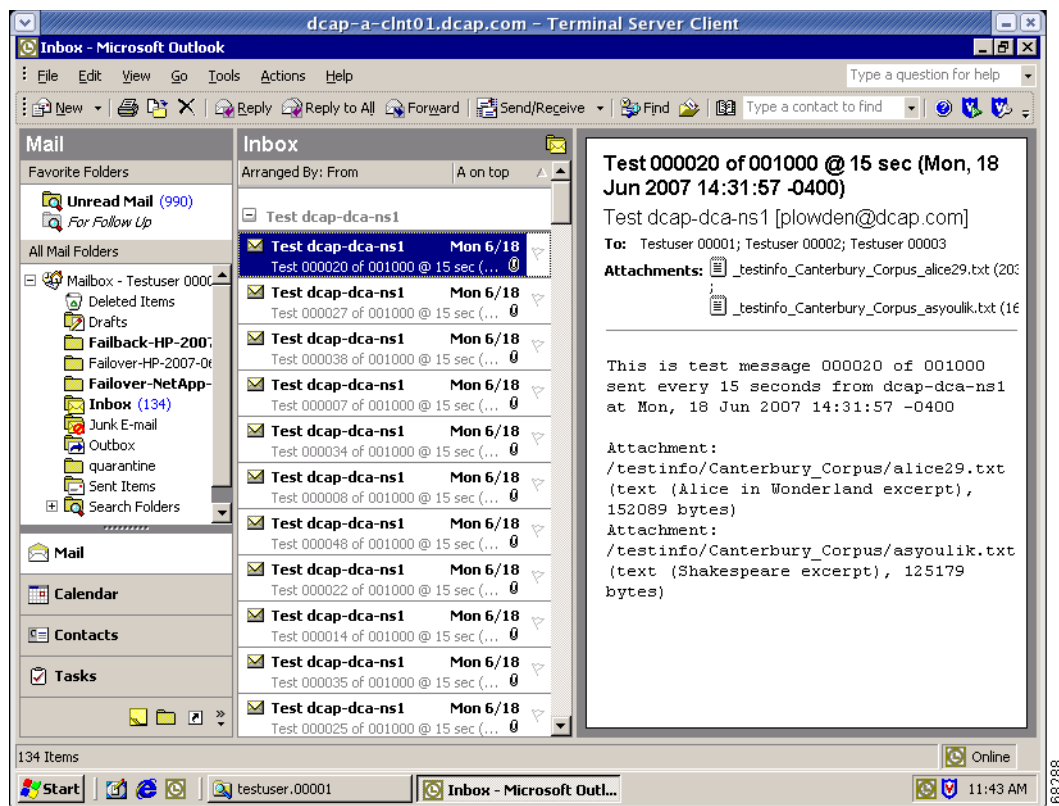 dcap-a-clnt01.dcap.com – Terminal Server Client
Inbox - Microsoft Outlook
File Edit View Go Tools Actions Help
Type a question for help
New Reply Reply to All Forward Send/Receive Find Type a contact to find
Mail
Favorite Folders
Unread Mail (990)
For Follow Up
All Mail Folders
Mailbox - Testuser 0000
Deleted Items
Drafts
Failback-HP-2007
Failover-HP-2007-06
Failover-NetApp-
Inbox (134)
Junk E-mail
Outbox
quarantine
Sent Items
Search Folders
Mail
Calendar
Contacts
Tasks
Inbox
Arranged By: From A on top
Test dcap-dca-ns1
Test dcap-dca-ns1 Mon 6/18
Test 000020 of 001000 @ 15 sec (...
Test dcap-dca-ns1 Mon 6/18
Test 000027 of 001000 @ 15 sec (...
Test dcap-dca-ns1 Mon 6/18
Test 000038 of 001000 @ 15 sec (...
Test dcap-dca-ns1 Mon 6/18
Test 000007 of 001000 @ 15 sec (...
Test dcap-dca-ns1 Mon 6/18
Test 000034 of 001000 @ 15 sec (...
Test dcap-dca-ns1 Mon 6/18
Test 000008 of 001000 @ 15 sec (...
Test dcap-dca-ns1 Mon 6/18
Test 000048 of 001000 @ 15 sec (...
Test dcap-dca-ns1 Mon 6/18
Test 000022 of 001000 @ 15 sec (...
Test dcap-dca-ns1 Mon 6/18
Test 000014 of 001000 @ 15 sec (...
Test dcap-dca-ns1 Mon 6/18
Test 000035 of 001000 @ 15 sec (...
Test dcap-dca-ns1 Mon 6/18
Test 000025 of 001000 @ 15 sec (...
Test 000020 of 001000 @ 15 sec (Mon, 18
Jun 2007 14:31:57 -0400)
Test dcap-dca-ns1 [plowden@dcap.com]
To: Testuser 00001; Testuser 00002; Testuser 00003
Attachments: _testinfo_Canterbury_Corpus_alice29.txt (203
;
_testinfo_Canterbury_Corpus_asyoulik.txt (16
This is test message 000020 of 001000
sent every 15 seconds from dcap-dca-ns1
at Mon, 18 Jun 2007 14:31:57 -0400
Attachment:
/testinfo/Canterbury_Corpus/alice29.txt
(text (Alice in Wonderland excerpt),
152089 bytes)
Attachment:
/testinfo/Canterbury_Corpus/asyoulik.txt
(text (Shakespeare excerpt), 125179
bytes)
134 Items
Online
Start testuser.00001 Inbox - Microsoft Outl... 11:43 AM